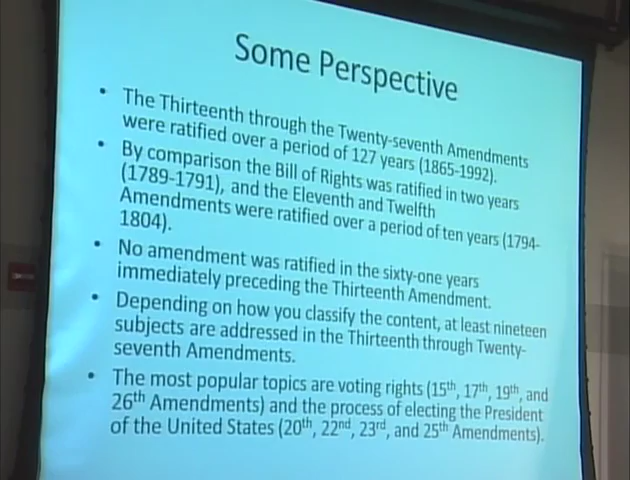 Some Perspective
• The Thirteenth through the Twenty-seventh Amendments
were ratified over a period of 127 years (1865-1992).
• By comparison the Bill of Rights was ratified in two years
(1789-1791), and the Eleventh and Twelfth
Amendments were ratified over a period of ten years (1794-
1804).
• No amendment was ratified in the sixty-one years
immediately preceding the Thirteenth Amendment.
• Depending on how you classify the content, at least nineteen
subjects are addressed in the Thirteenth through Twenty-
seventh Amendments.
• The most popular topics are voting rights (15th, 17th, 19th, and
26th Amendments) and the process of electing the President
of the United States (20th, 22nd, 23rd, and 25th Amendments).